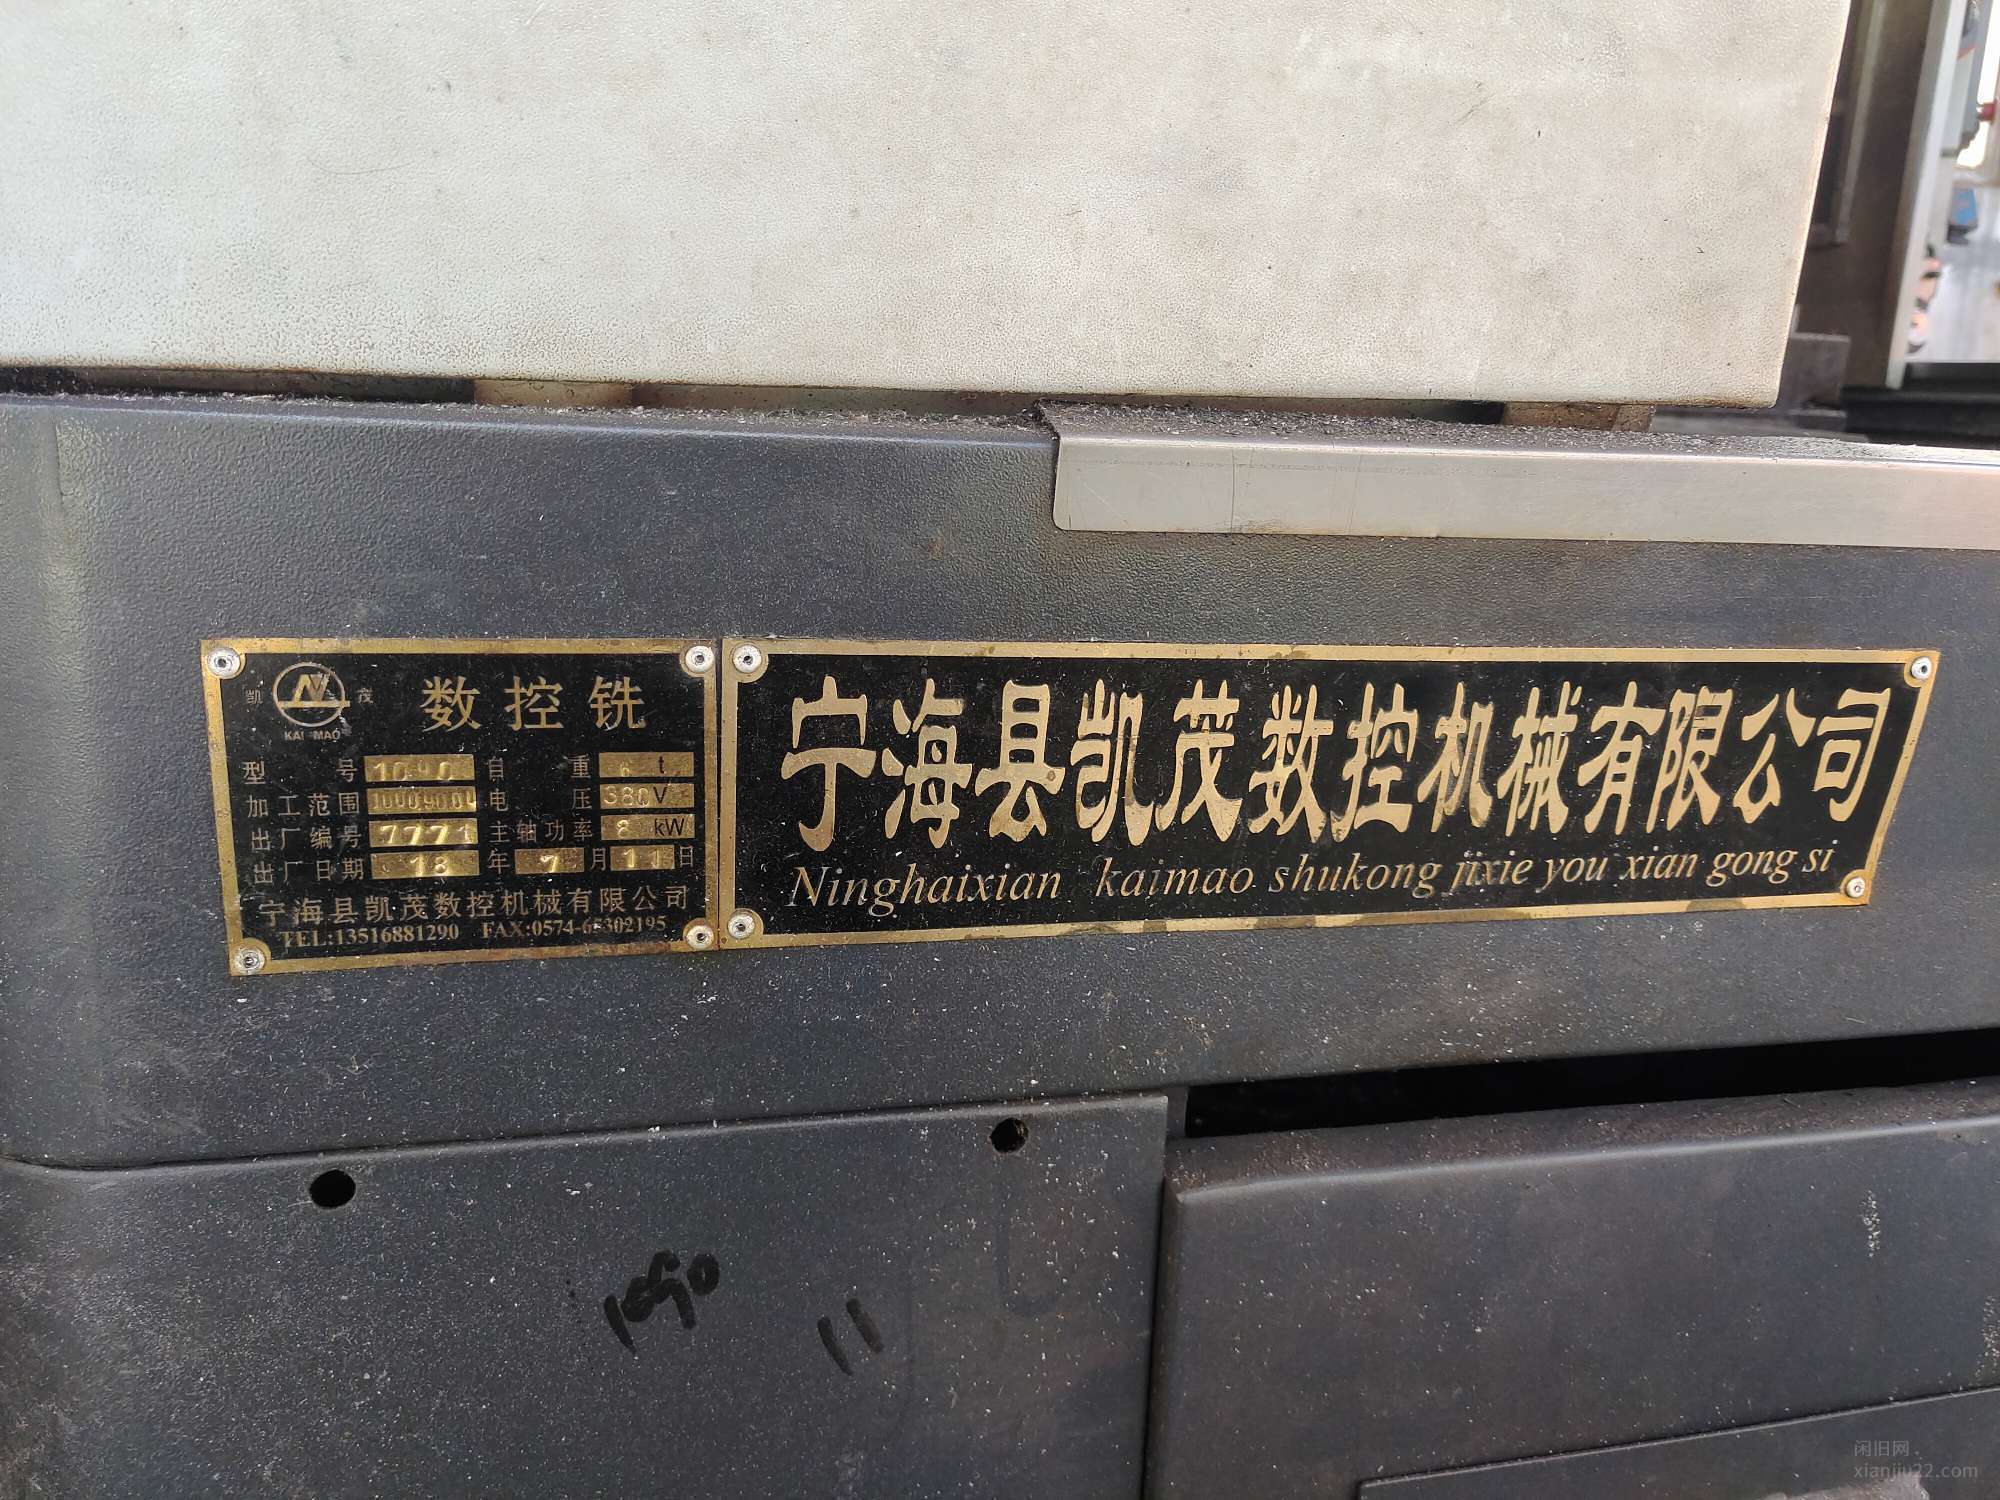 凯 茂
KAI MAO
数控铣
型 号 1090 自 重 t
加工范围 电 压 380V
出厂编号 7771 主轴功率 8 kW
出厂日期 18 年 7 月 11 日
宁海县凯茂数控机械有限公司
TEL:13516881290 FAX:0574-65302195
宁海县凯茂数控机械有限公司
Ninghaixian kaimao shukong jixie you xian gong si
1090 11
闲旧网
xianjiu22.com